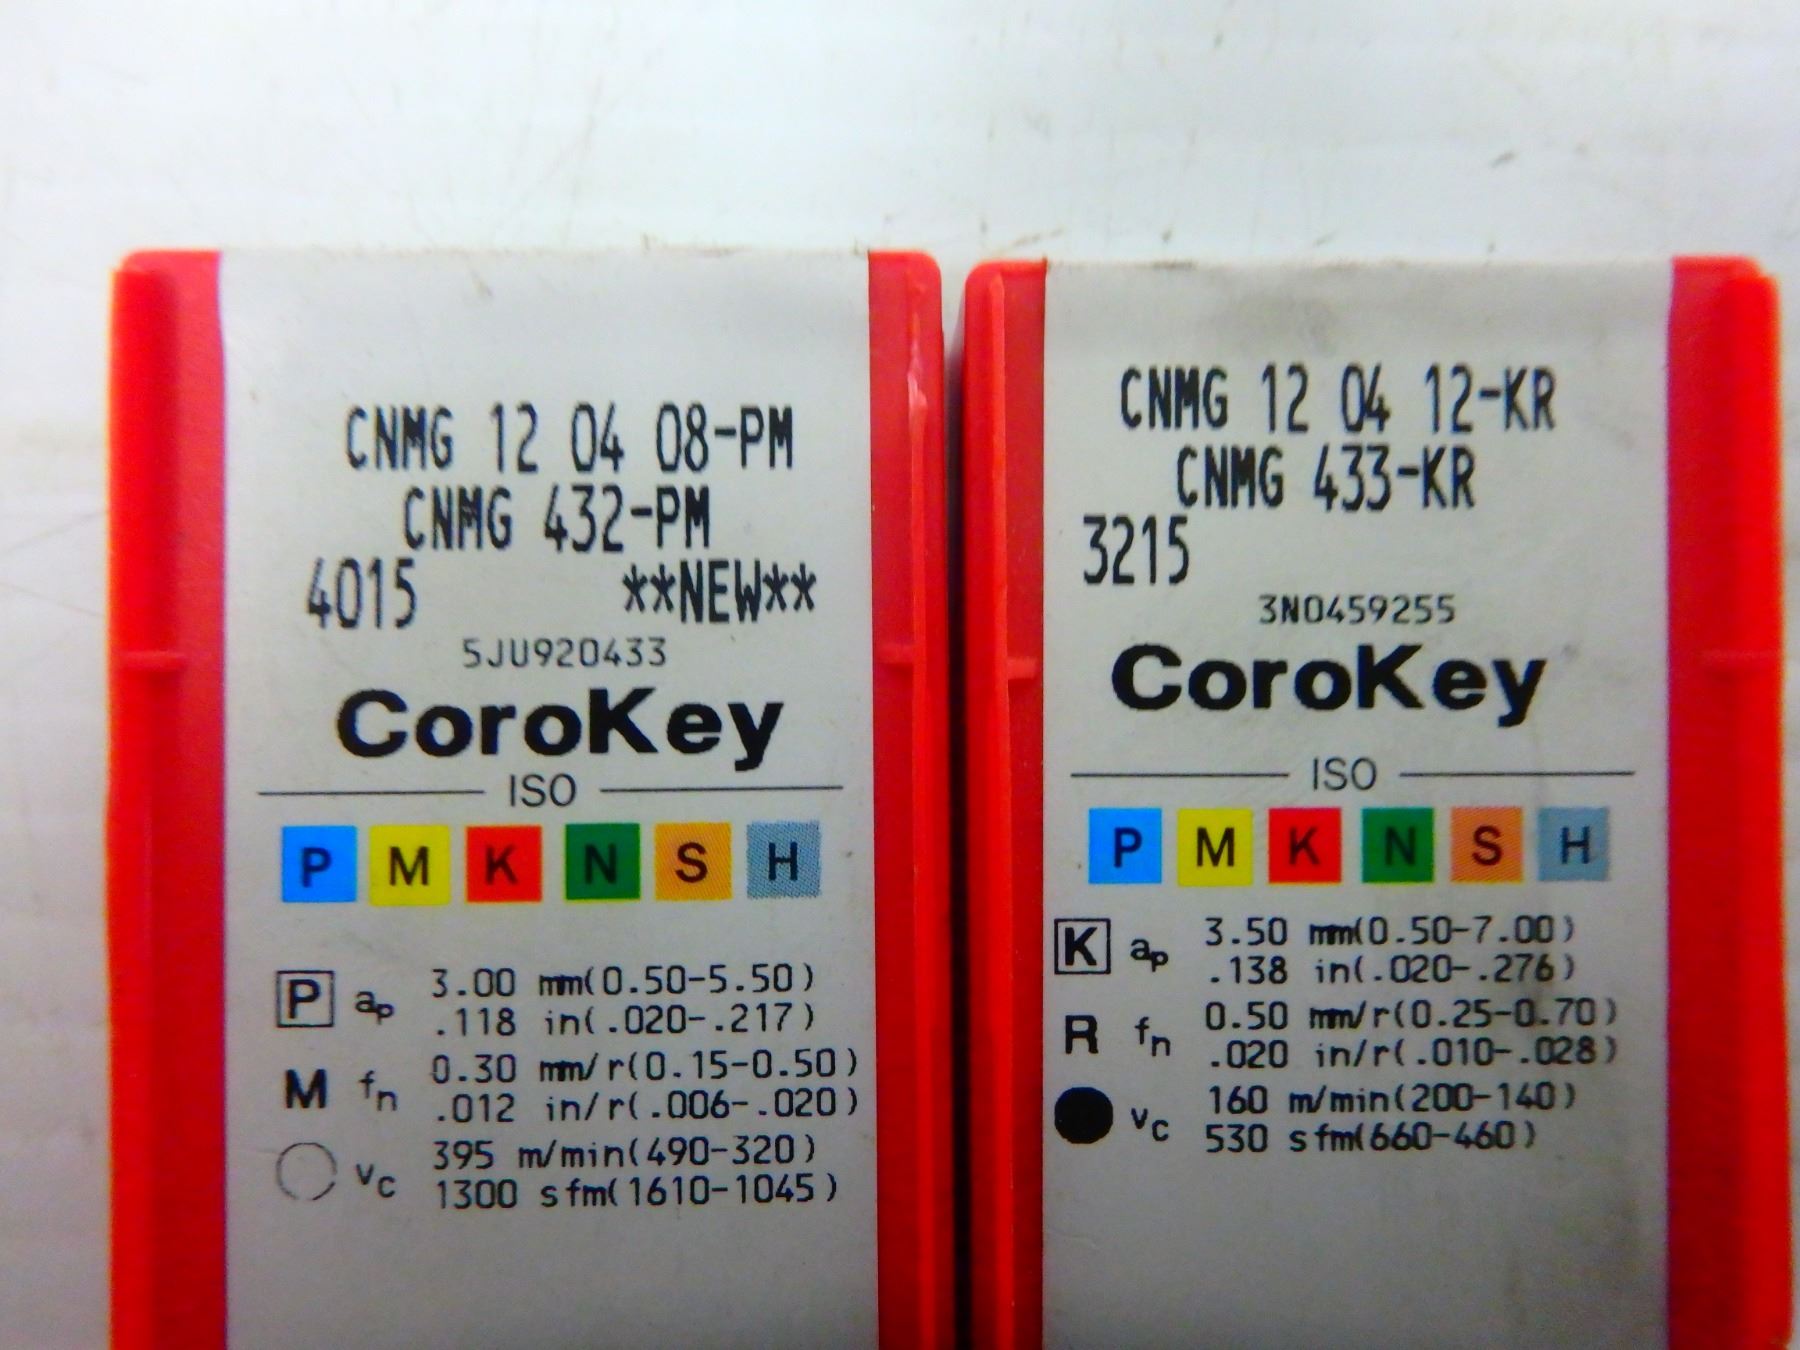 CNMG 12 04 08-PM
CNMG 432-PM
4015 **NEW**
5JU920433
CoroKey
ISO
P M K N S H
P ap 3.00 mm(0.50-5.50)
.118 in(.020-.217)
M fn 0.30 mm/r(0.15-0.50)
.012 in/r(.006-.020)
vc 395 m/min(490-320)
1300 sfm(1610-1045)
CNMG 12 04 12-KR
CNMG 433-KR
3215
3N0459255
CoroKey
ISO
P M K N S H
K ap 3.50 mm(0.50-7.00)
.138 in(.020-.276)
R fn 0.50 mm/r(0.25-0.70)
.020 in/r(.010-.028)
vc 160 m/min(200-140)
530 sfm(660-460)